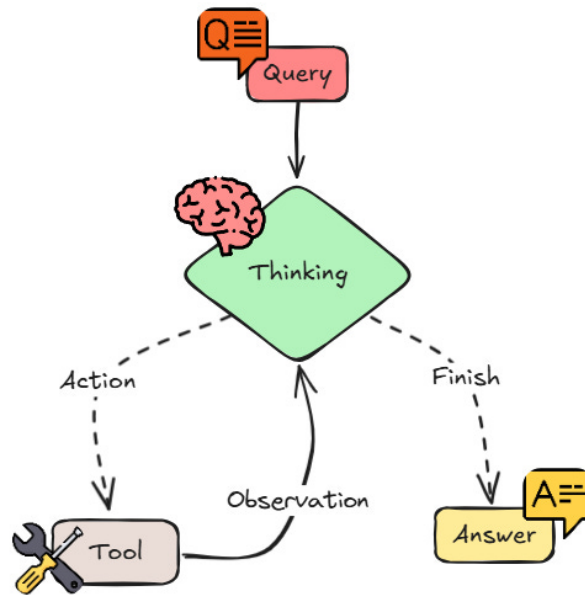 Q
Query
Thinking
Action
Finish
Observation
A
Tool
Answer